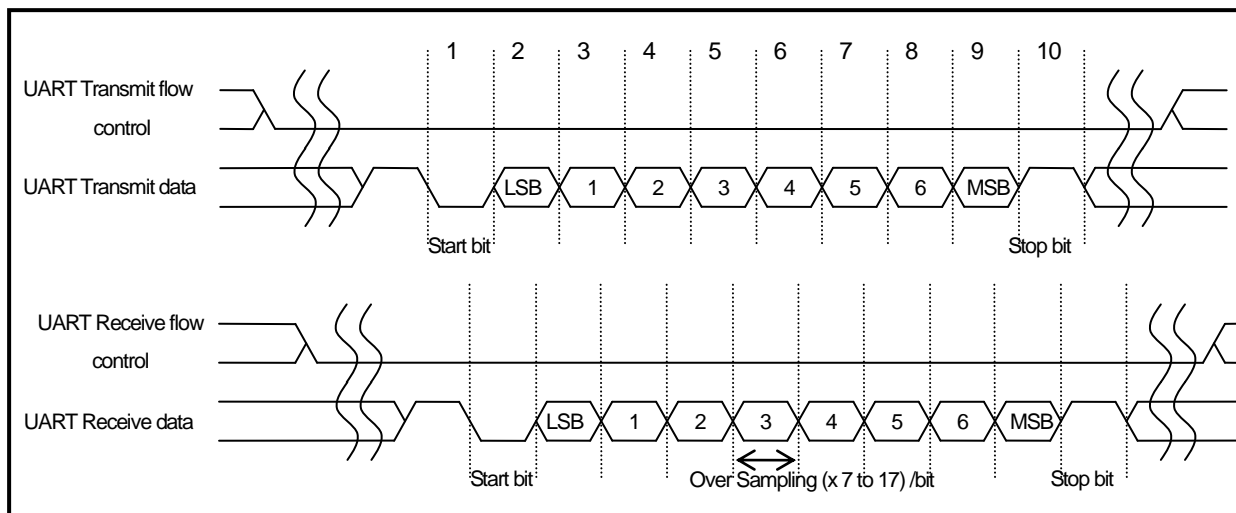 1 2 3 4 5 6 7 8 9 10
UART Transmit flow
control
UART Transmit data
LSB 1 2 3 4 5 6 MSB
Start bit Stop bit
UART Receive flow
control
UART Receive data
LSB 1 2 3 4 5 6 MSB
Start bit Over Sampling (x 7 to 17) /bit Stop bit